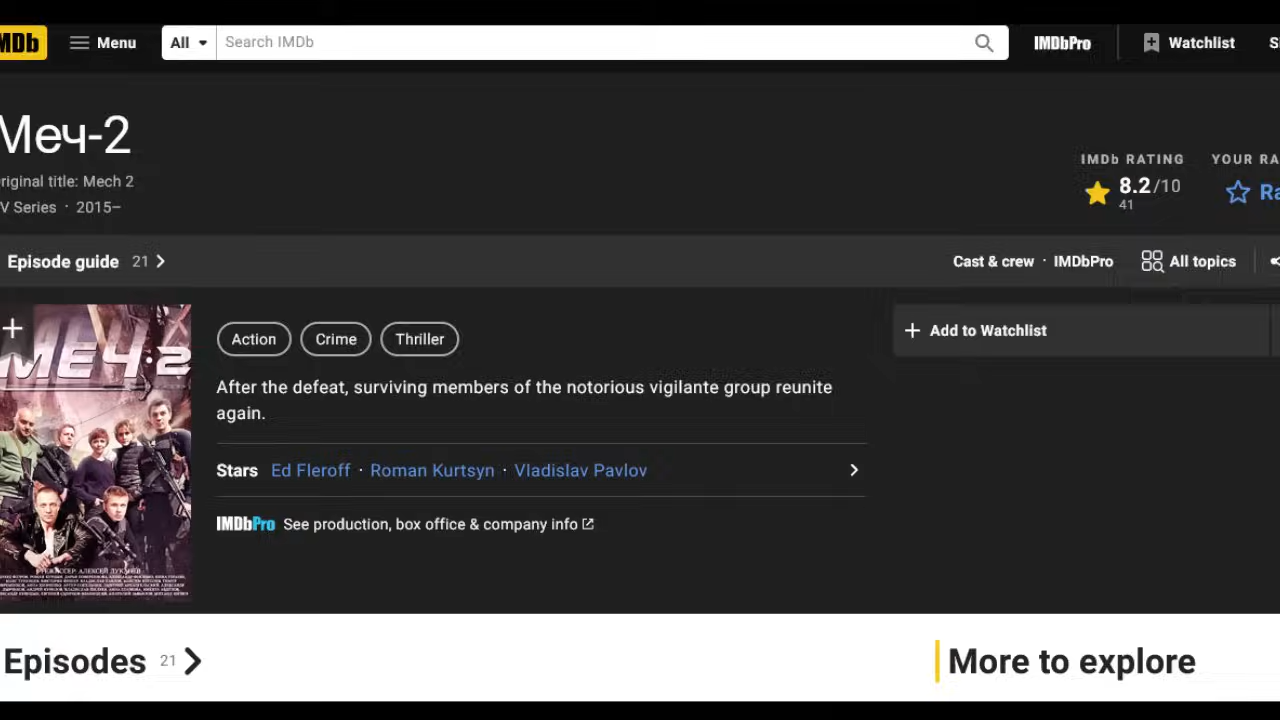 MDb Menu All Search IMDb IMDbPro Watchlist S
Меч-2
riginal title: Mech 2
V Series · 2015–
IMDb RATING YOUR RA
8.2/10 Ra
41
Episode guide 21 Cast & crew · IMDbPro All topics
МЕЧ·2
Action Crime Thriller
Add to Watchlist
After the defeat, surviving members of the notorious vigilante group reunite
again.
Stars Ed Fleroff · Roman Kurtsyn · Vladislav Pavlov
IMDbPro See production, box office & company info
Episodes 21
More to explore